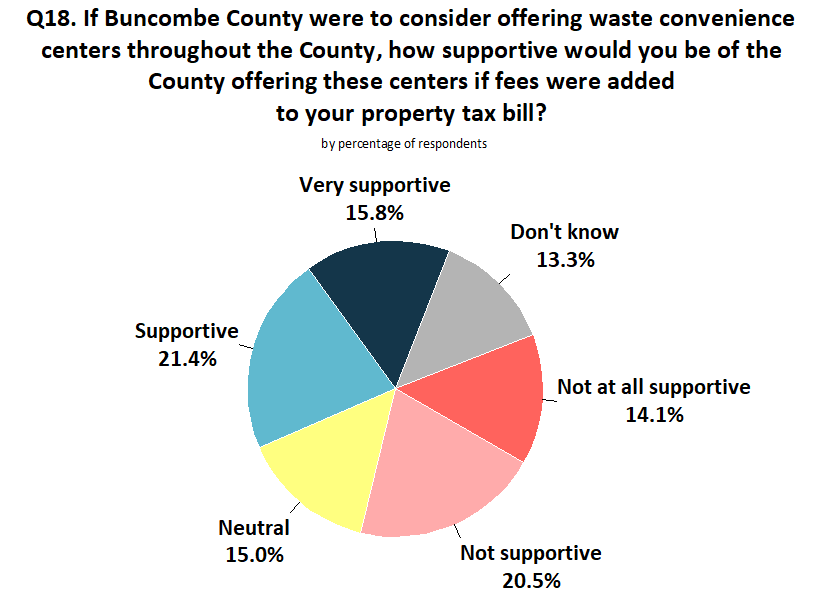 Q18. If Buncombe County were to consider offering waste convenience
centers throughout the County, how supportive would you be of the
County offering these centers if fees were added
to your property tax bill?
by percentage of respondents
Very supportive
15.8%
Don't know
13.3%
Supportive
21.4%
Not at all supportive
14.1%
Neutral
15.0%
Not supportive
20.5%